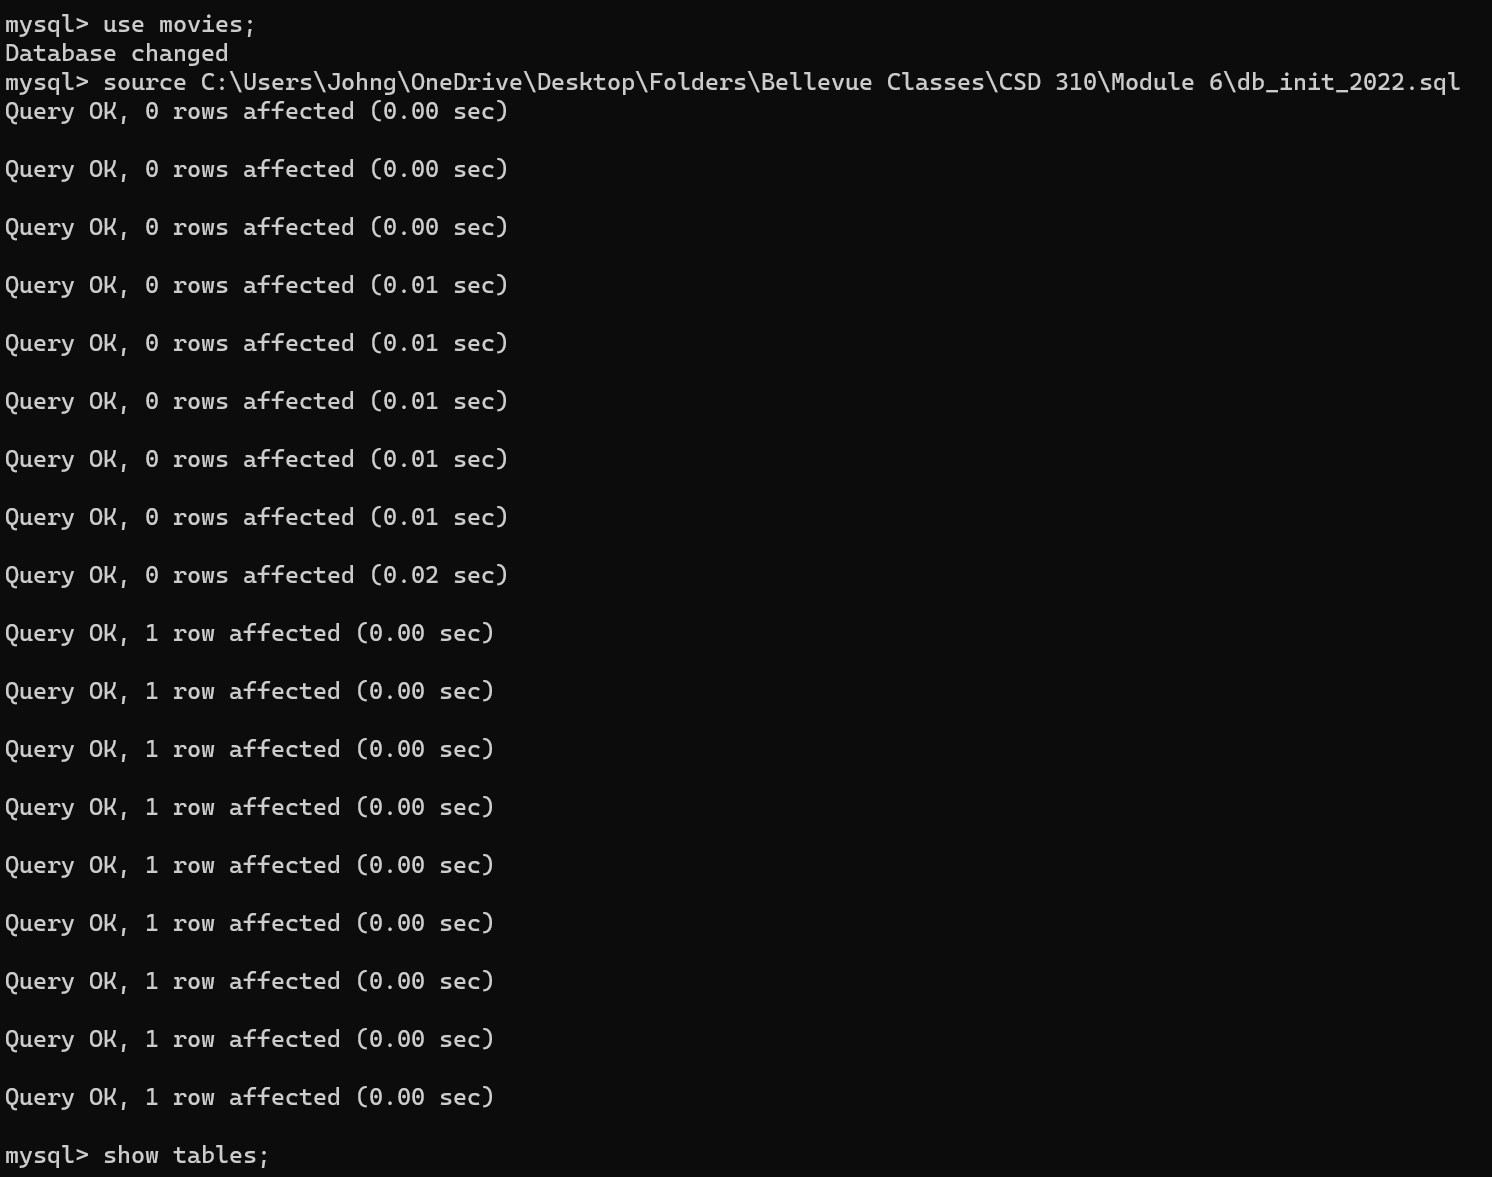 mysql> use movies;
Database changed
mysql> source C:\Users\Johng\OneDrive\Desktop\Folders\Bellevue Classes\CSD 310\Module 6\db_init_2022.sql
Query OK, 0 rows affected (0.00 sec)
Query OK, 0 rows affected (0.00 sec)
Query OK, 0 rows affected (0.00 sec)
Query OK, 0 rows affected (0.01 sec)
Query OK, 0 rows affected (0.01 sec)
Query OK, 0 rows affected (0.01 sec)
Query OK, 0 rows affected (0.01 sec)
Query OK, 0 rows affected (0.01 sec)
Query OK, 0 rows affected (0.02 sec)
Query OK, 1 row affected (0.00 sec)
Query OK, 1 row affected (0.00 sec)
Query OK, 1 row affected (0.00 sec)
Query OK, 1 row affected (0.00 sec)
Query OK, 1 row affected (0.00 sec)
Query OK, 1 row affected (0.00 sec)
Query OK, 1 row affected (0.00 sec)
Query OK, 1 row affected (0.00 sec)
Query OK, 1 row affected (0.00 sec)
mysql> show tables;